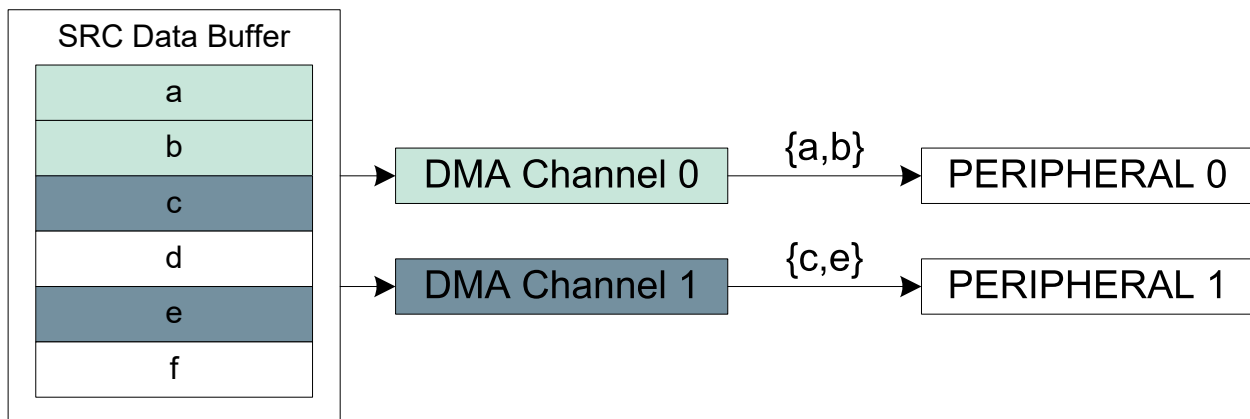 SRC Data Buffer
a
b
c
d
e
f
DMA Channel 0
{a,b}
PERIPHERAL 0
DMA Channel 1
{c,e}
PERIPHERAL 1